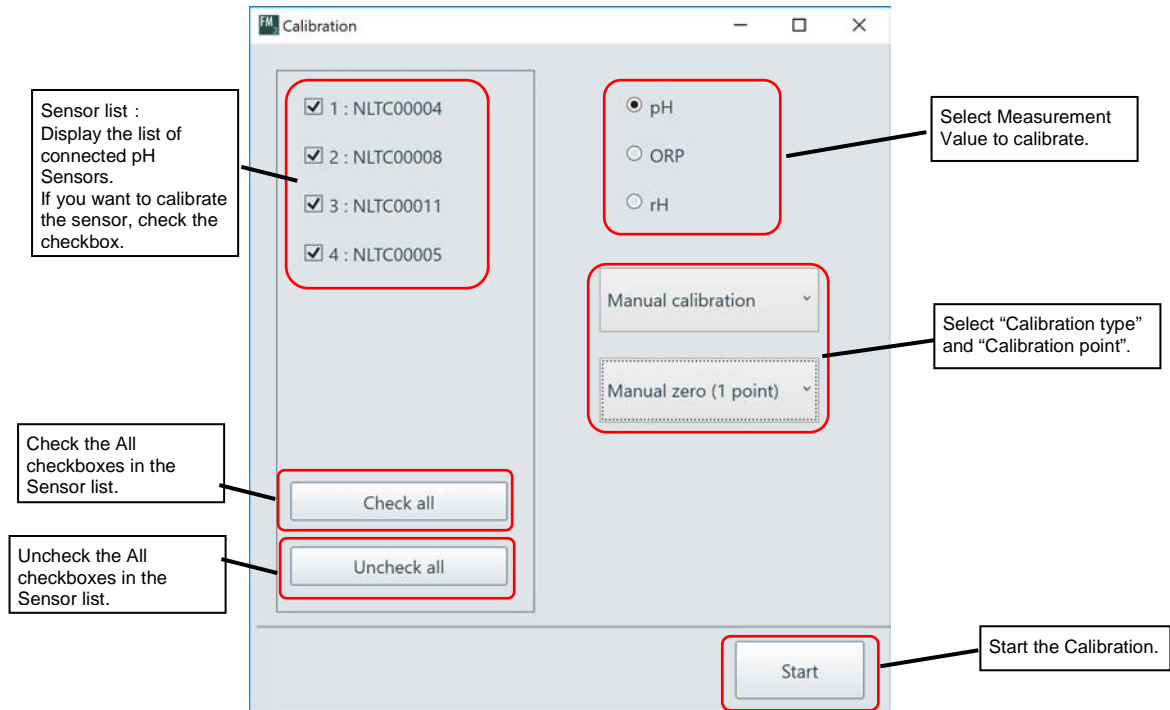 FM Calibration
Sensor list :
Display the list of
connected pH
Sensors.
If you want to calibrate
the sensor, check the
checkbox.
1 : NLTC00004
2 : NLTC00008
3 : NLTC00011
4 : NLTC00005
pH
ORP
rH
Select Measurement
Value to calibrate.
Manual calibration
Manual zero (1 point)
Select “Calibration type”
and “Calibration point”.
Check the All
checkboxes in the
Sensor list.
Check all
Uncheck the All
checkboxes in the
Sensor list.
Uncheck all
Start
Start the Calibration.